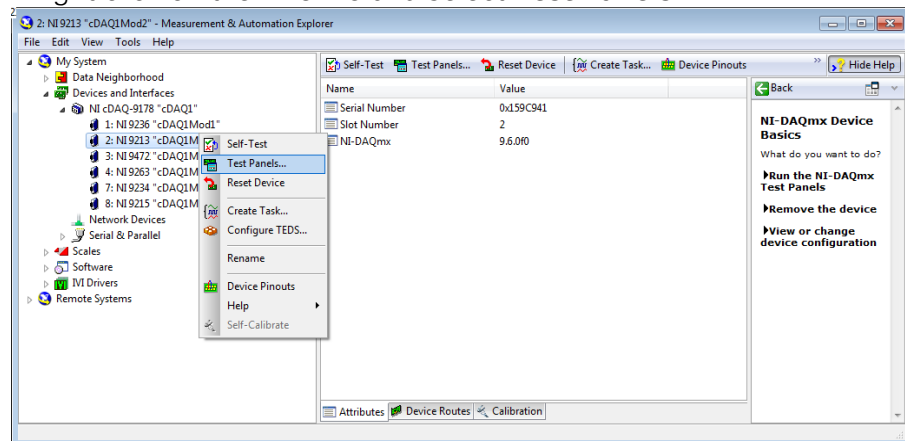 2
2: NI 9213 "cDAQ1Mod2" - Measurement & Automation Explorer
File Edit View Tools Help
My System
Data Neighborhood
Devices and Interfaces
NI cDAQ-9178 "cDAQ1"
1: NI 9236 "cDAQ1Mod1"
2: NI 9213 "cDAQ1M
3: NI 9472 "cDAQ1M
4: NI 9263 "cDAQ1M
7: NI 9234 "cDAQ1M
8: NI 9215 "cDAQ1M
Network Devices
Serial & Parallel
Scales
Software
IVI Drivers
Remote Systems
Self-Test
Test Panels...
Reset Device
Create Task...
Configure TEDS...
Rename
Device Pinouts
Help
Self-Calibrate
Self-Test Test Panels... Reset Device Create Task... Device Pinouts » Hide Help
Name Value
Serial Number 0x159C941
Slot Number 2
NI-DAQmx 9.6.0f0
Attributes Device Routes Calibration
Back
NI-DAQmx Device
Basics
What do you want to do?
Run the NI-DAQmx
Test Panels
Remove the device
View or change
device configuration